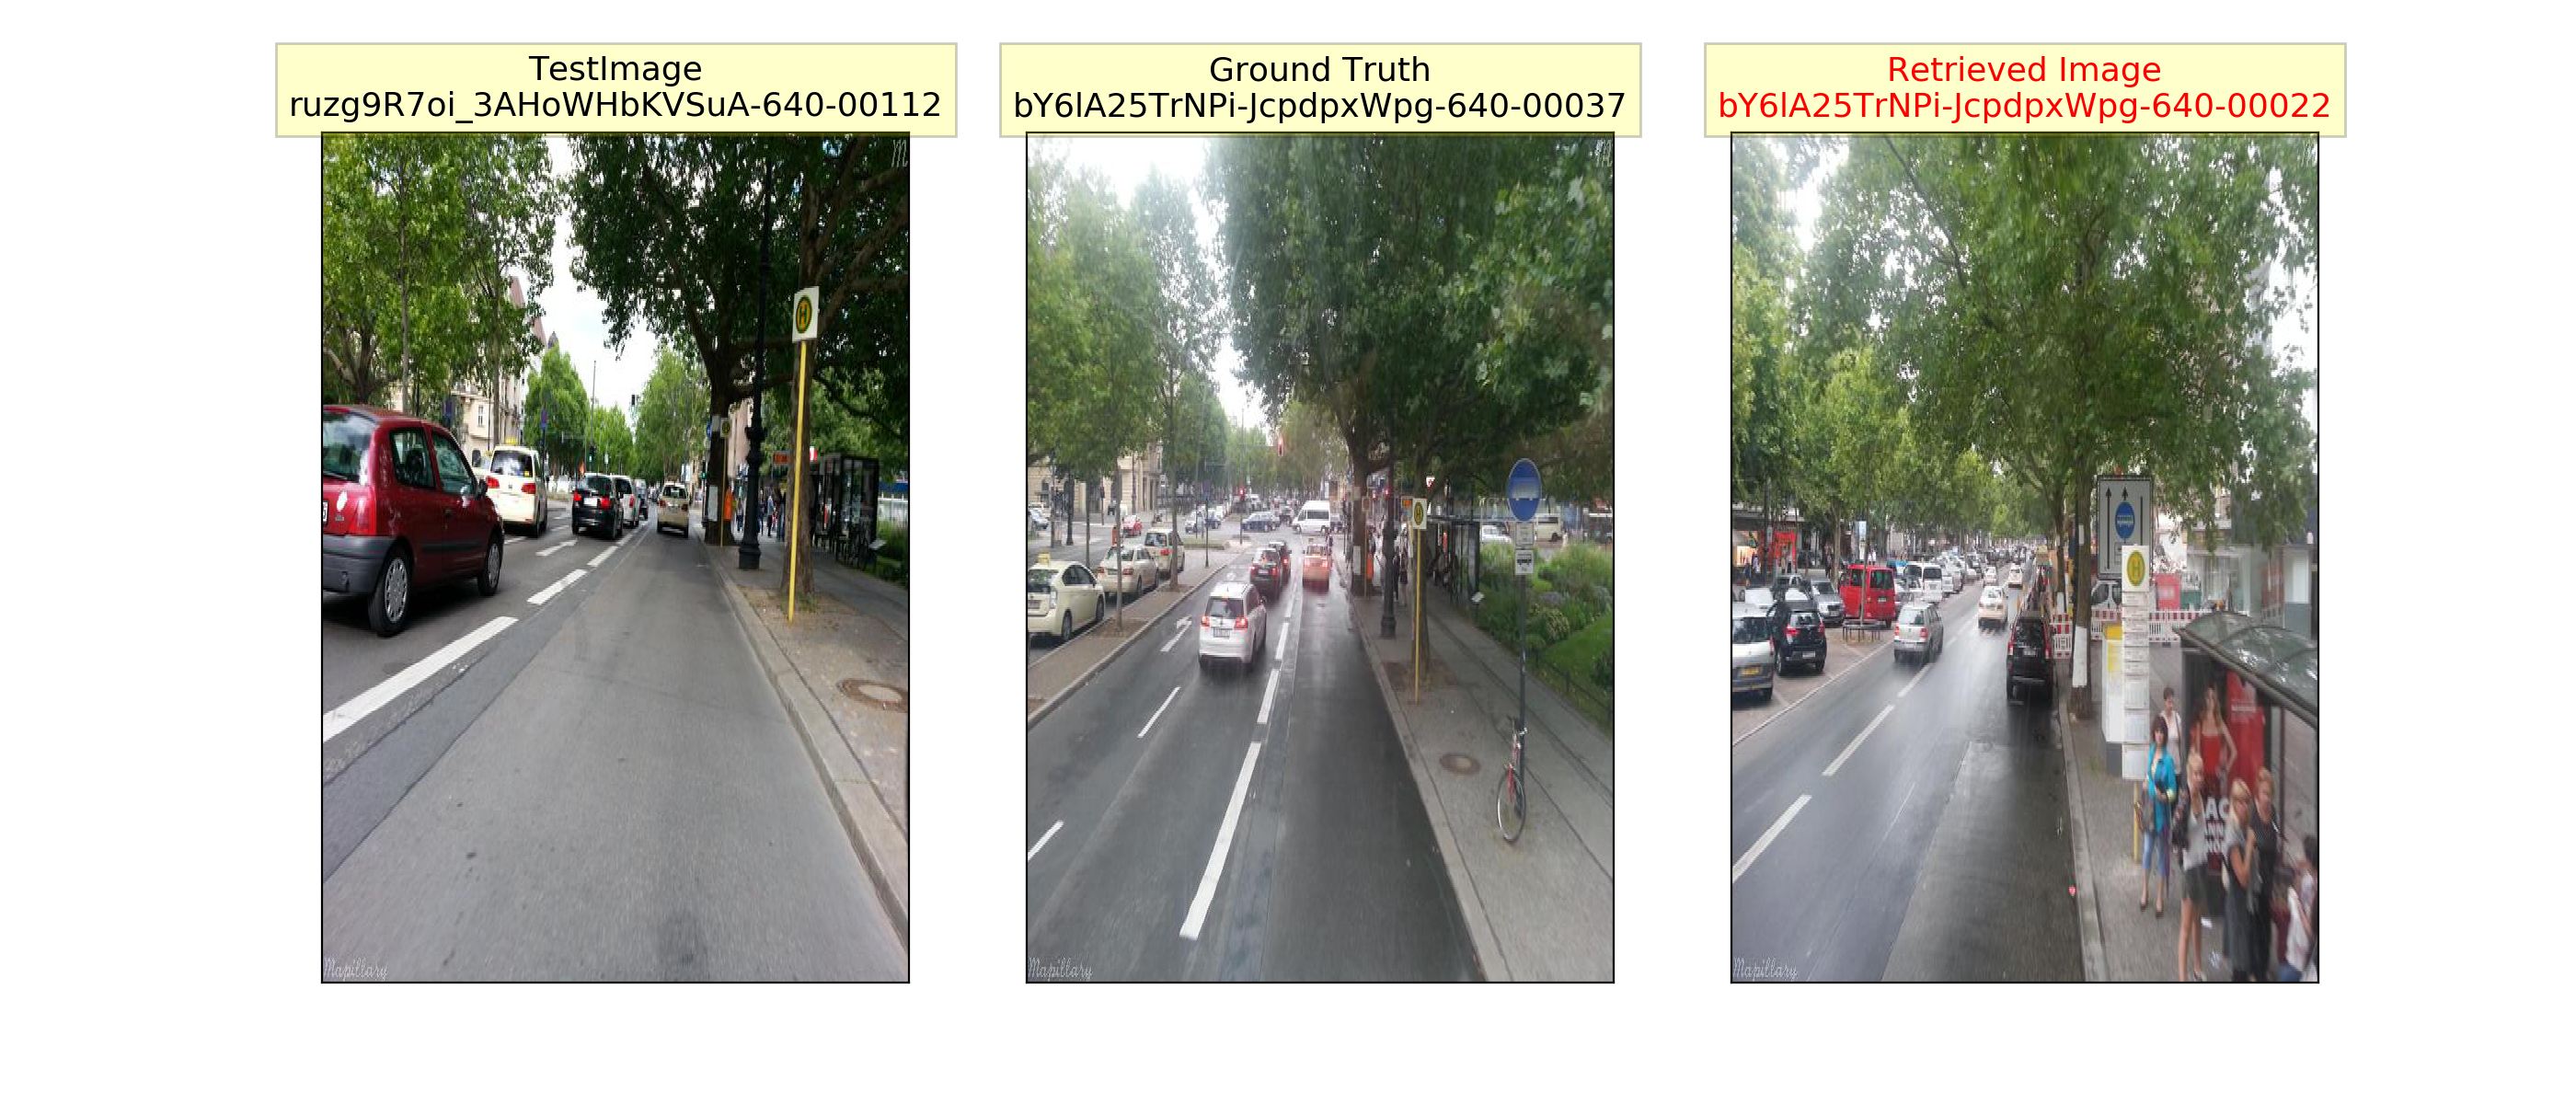 TestImage
ruzg9R7oi_3AHoWHbKVSuA-640-00112
Ground Truth
bY6lA25TrNPi-JcpdpxWpg-640-00037
Retrieved Image
bY6lA25TrNPi-JcpdpxWpg-640-00022
H
Mapillary
Mapillary
Mapillary